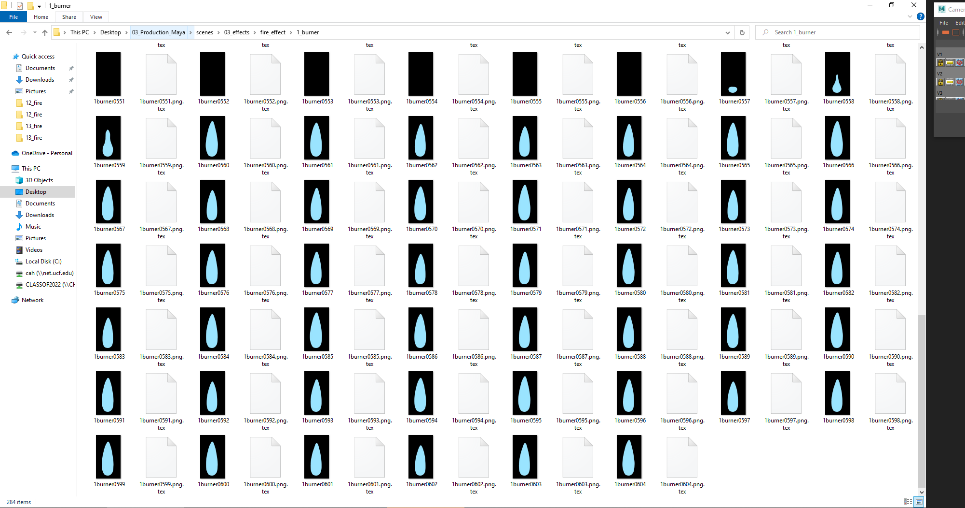 1_burner
File Home Share View
This PC > Desktop > 03_Production_Maya > scenes > 03_effects > fire_effect > 1_burner
Search 1_burner
Quick access
Documents
Downloads
Pictures
12_fire
12_fire
13_fire
13_fire
OneDrive - Personal
This PC
3D Objects
Desktop
Documents
Downloads
Music
Pictures
Videos
Local Disk (C:)
cah (\\net.ucf.edu)
CLASSOF2022 (\\CH
Network
tex tex tex tex tex tex tex tex
1burner0551 1burner0551.png. 1burner0552 1burner0552.png. 1burner0553 1burner0553.png. 1burner0554 1burner0554.png. 1burner0555 1burner0555.png. 1burner0556 1burner0556.png. 1burner0557 1burner0557.png. 1burner0558 1burner0558.png.
tex tex tex tex tex tex tex tex
1burner0559 1burner0559.png. 1burner0560 1burner0560.png. 1burner0561 1burner0561.png. 1burner0562 1burner0562.png. 1burner0563 1burner0563.png. 1burner0564 1burner0564.png. 1burner0565 1burner0565.png. 1burner0566 1burner0566.png.
tex tex tex tex tex tex tex tex
1burner0567 1burner0567.png. 1burner0568 1burner0568.png. 1burner0569 1burner0569.png. 1burner0570 1burner0570.png. 1burner0571 1burner0571.png. 1burner0572 1burner0572.png. 1burner0573 1burner0573.png. 1burner0574 1burner0574.png.
tex tex tex tex tex tex tex tex
1burner0575 1burner0575.png. 1burner0576 1burner0576.png. 1burner0577 1burner0577.png. 1burner0578 1burner0578.png. 1burner0579 1burner0579.png. 1burner0580 1burner0580.png. 1burner0581 1burner0581.png. 1burner0582 1burner0582.png.
tex tex tex tex tex tex tex tex
1burner0583 1burner0583.png. 1burner0584 1burner0584.png. 1burner0585 1burner0585.png. 1burner0586 1burner0586.png. 1burner0587 1burner0587.png. 1burner0588 1burner0588.png. 1burner0589 1burner0589.png. 1burner0590 1burner0590.png.
tex tex tex tex tex tex tex tex
1burner0591 1burner0591.png. 1burner0592 1burner0592.png. 1burner0593 1burner0593.png. 1burner0594 1burner0594.png. 1burner0595 1burner0595.png. 1burner0596 1burner0596.png. 1burner0597 1burner0597.png. 1burner0598 1burner0598.png.
tex tex tex tex tex tex tex tex
1burner0599 1burner0599.png. 1burner0600 1burner0600.png. 1burner0601 1burner0601.png. 1burner0602 1burner0602.png. 1burner0603 1burner0603.png. 1burner0604 1burner0604.png.
tex tex tex tex tex tex
284 items
File Edit